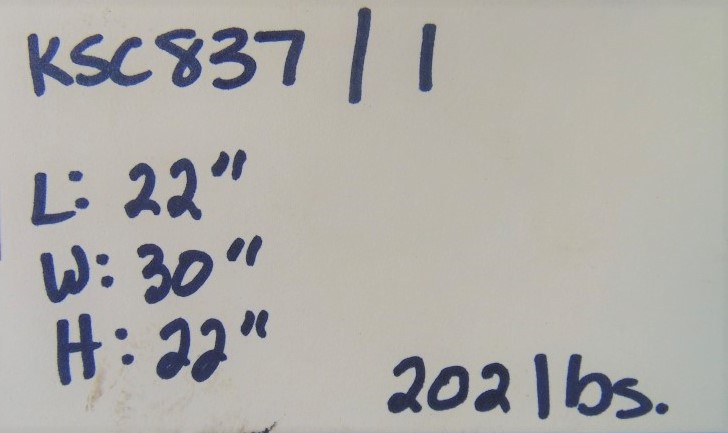 KSC837 / 1
L: 22"
W: 30"
H: 22"
202 lbs.